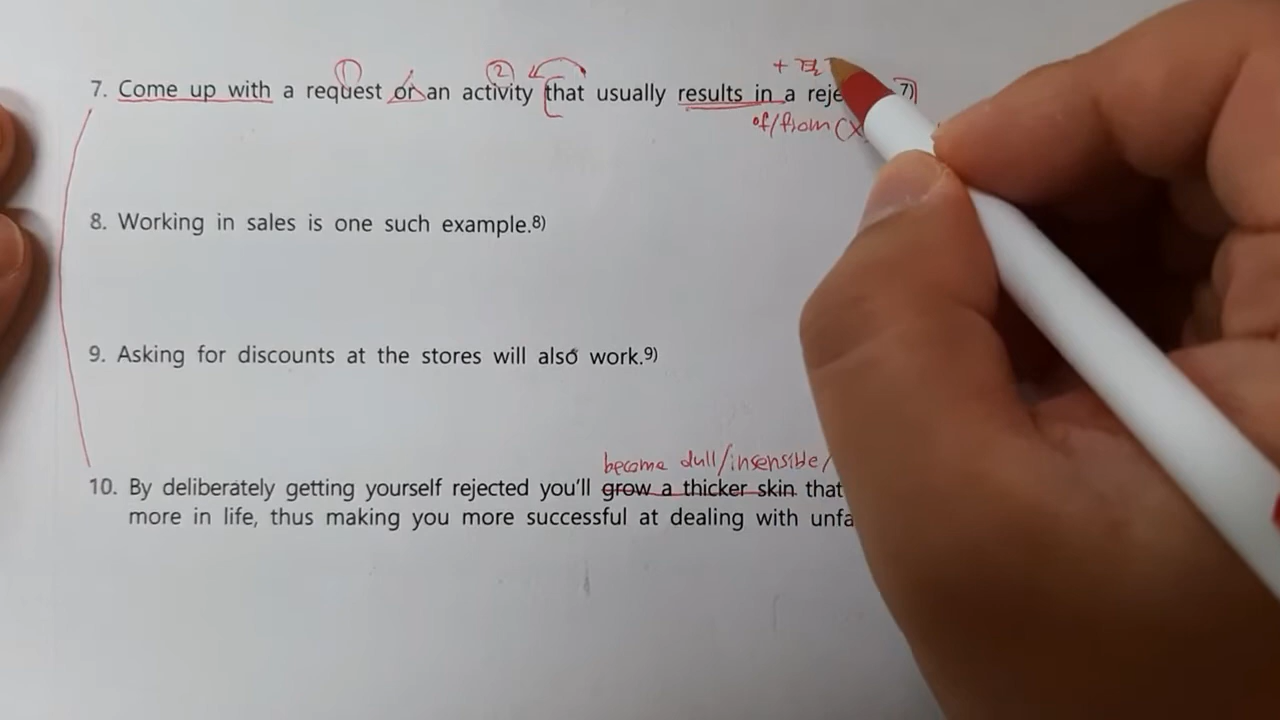 ① ② + 결
7. Come up with a request or an activity that usually results in a 7)
of/from (X
8. Working in sales is one such example.8)
9. Asking for discounts at the stores will also work.9)
become dull/insensible/
10. By deliberately getting yourself rejected you'll grow a thicker skin that
more in life, thus making you more successful at dealing with